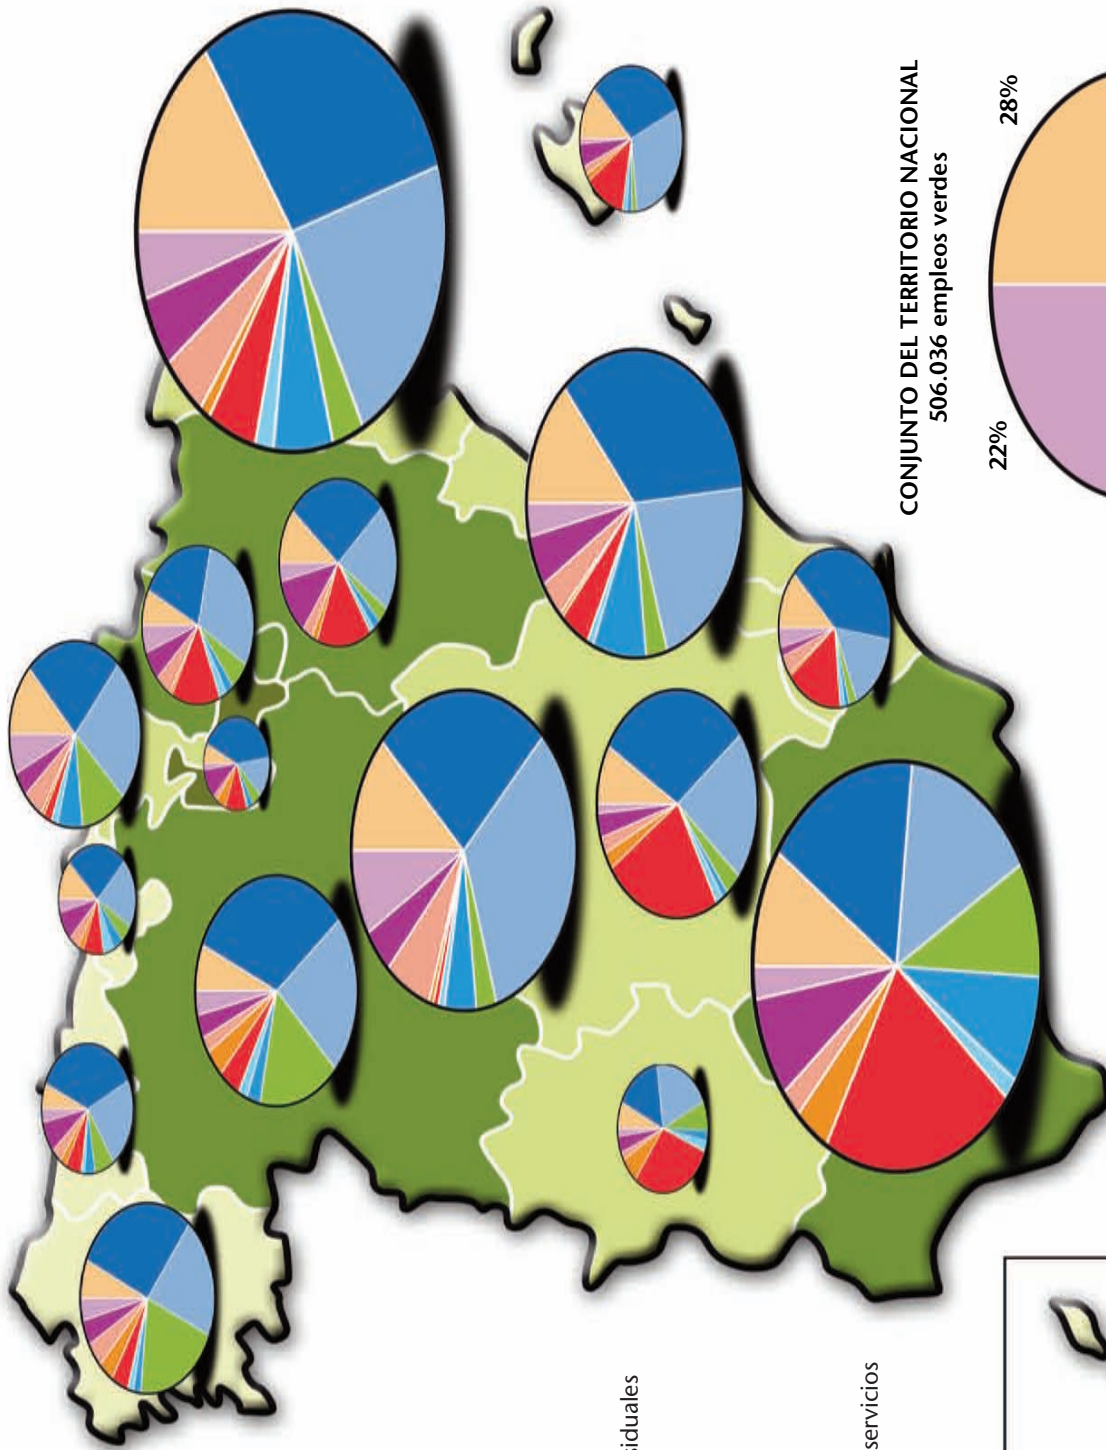 CONJUNTO DEL TERRITORIO NACIONAL
506.036 empleos verdes
22%
28%
siduales
servicios